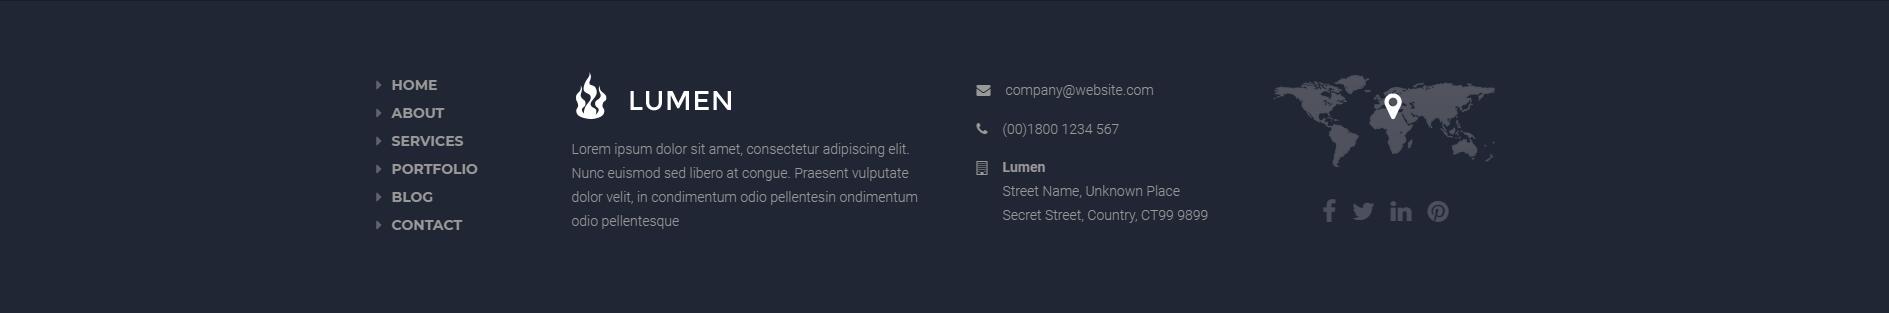 HOME
ABOUT
SERVICES
PORTFOLIO
BLOG
CONTACT
LUMEN
Lorem ipsum dolor sit amet, consectetur adipiscing elit.
Nunc euismod sed libero at congue. Praesent vulputate
dolor velit, in condimentum odio pellentesin ondimentum
odio pellentesque
company@website.com
(00)1800 1234 567
Lumen
Street Name, Unknown Place
Secret Street, Country, CT99 9899